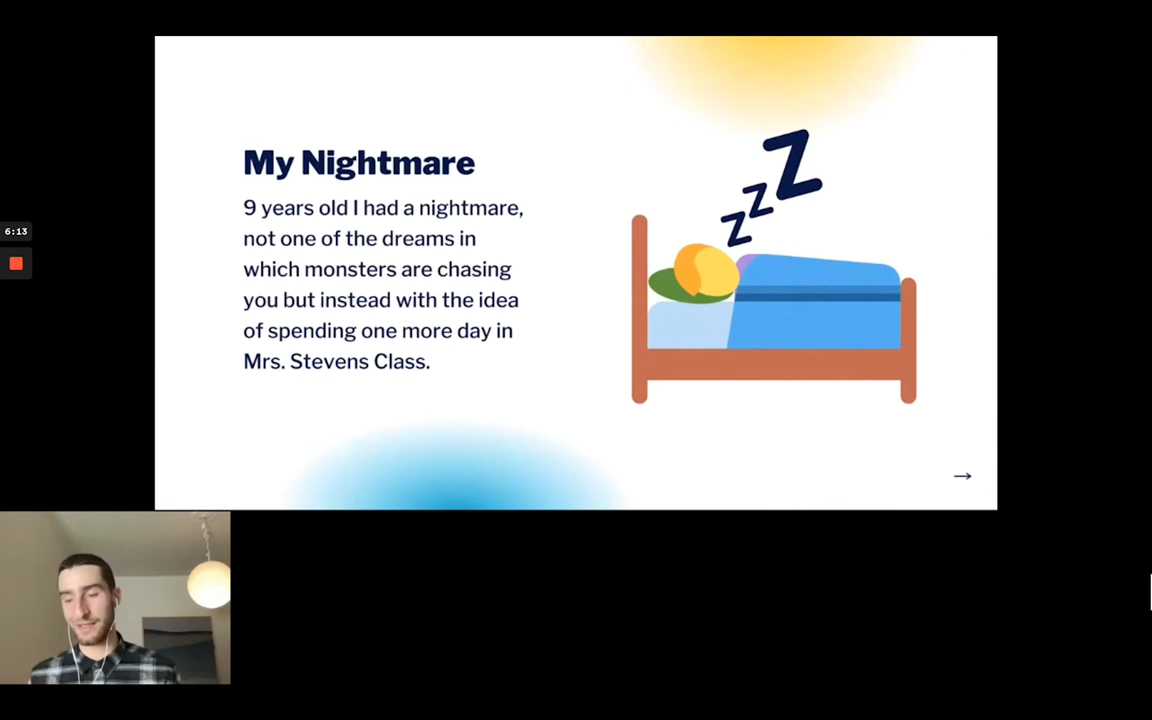 My Nightmare
9 years old I had a nightmare,
not one of the dreams in
which monsters are chasing
you but instead with the idea
of spending one more day in
Mrs. Stevens Class.
z
z
Z
→
6:13